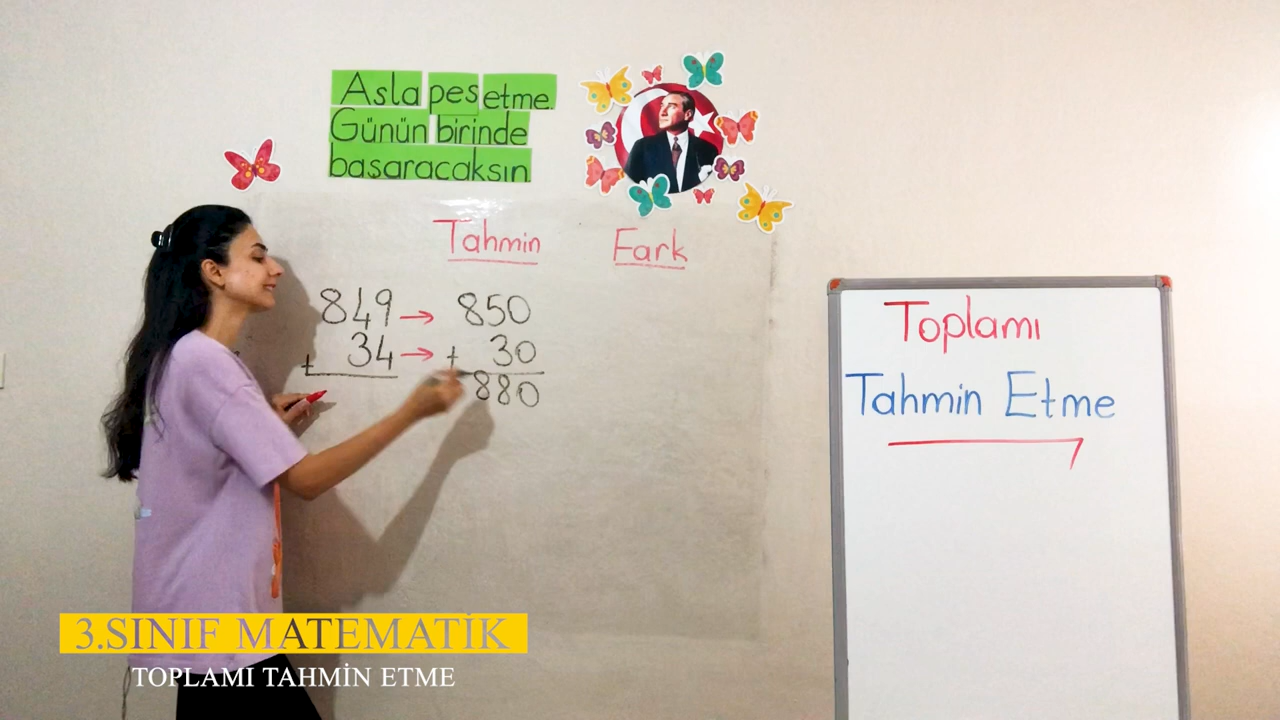 Asla pes etme.
Günün birinde
basaracaksın
Tahmin Fark
849 → 850
+ 34 → + 30
880
Toplamı
Tahmin Etme
3.SINIF MATEMATİK
TOPLAMI TAHMİN ETME